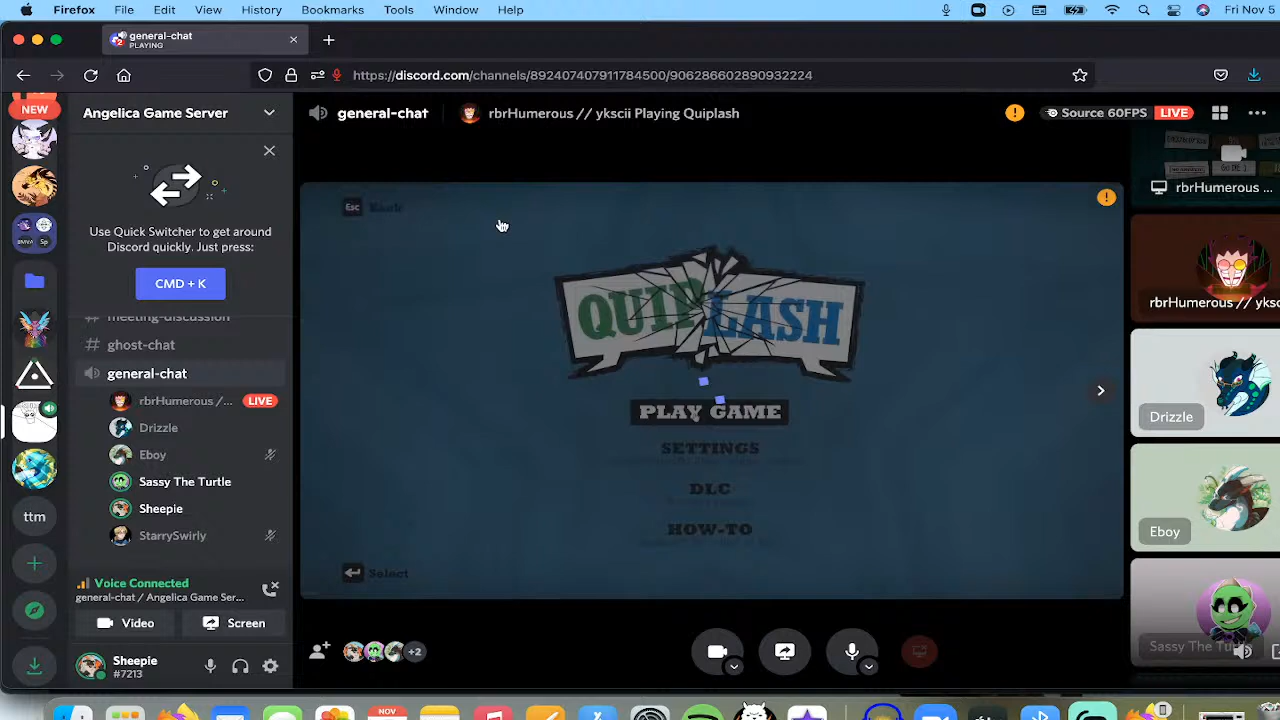 Firefox File Edit View History Bookmarks Tools Window Help Fri Nov 5
general-chat
PLAYING
https://discord.com/channels/892407407911784500/906286602890932224
NEW
Angelica Game Server
general-chat
rbrHumerous // ykscii Playing Quiplash
Source 60FPS LIVE
Use Quick Switcher to get around
Discord quickly. Just press:
CMD + K
meeting-discussion
ghost-chat
general-chat
rbrHumerous / LIVE
Drizzle
Eboy
Sassy The Turtle
Sheepie
StarrySwirly
ttm
Voice Connected
general-chat / Angelica Game Ser...
Video
Screen
Sheepie
#7213
Esc Back
QUIPLASH
PLAY GAME
SETTINGS
DLC
HOW-TO
Select
+2
rbrHumerous ...
rbrHumerous // yksc
Drizzle
Eboy
Sassy The Tu
NOV